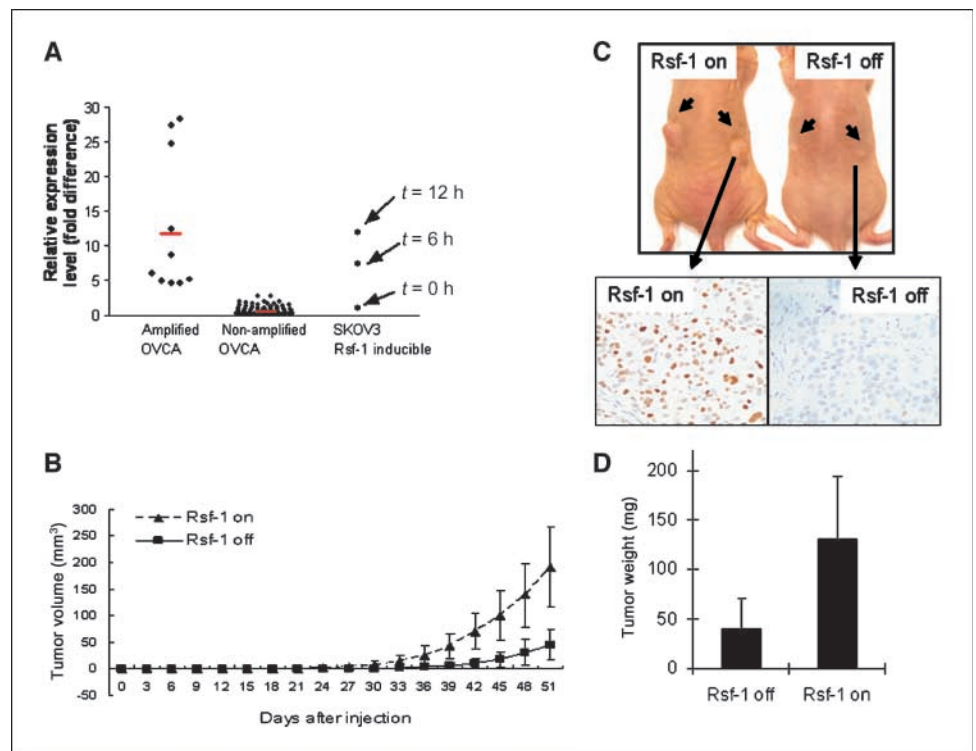 A
Relative expression
level (fold difference)
30
25
20
15
10
5
0
t = 12 h
t = 6 h
t = 0 h
Amplified
OVCA
Non-amplified
OVCA
SKOV3
Rsf-1 inducible
C
Rsf-1 on
Rsf-1 off
Rsf-1 on
Rsf-1 off
B
Tumor volume (mm³)
300
250
200
150
100
50
0
-50
Rsf-1 on
Rsf-1 off
0 3 6 9 12 15 18 21 24 27 30 33 36 39 42 45 48 51
Days after injection
D
Tumor weight (mg)
200
150
100
50
0
Rsf-1 off
Rsf-1 on